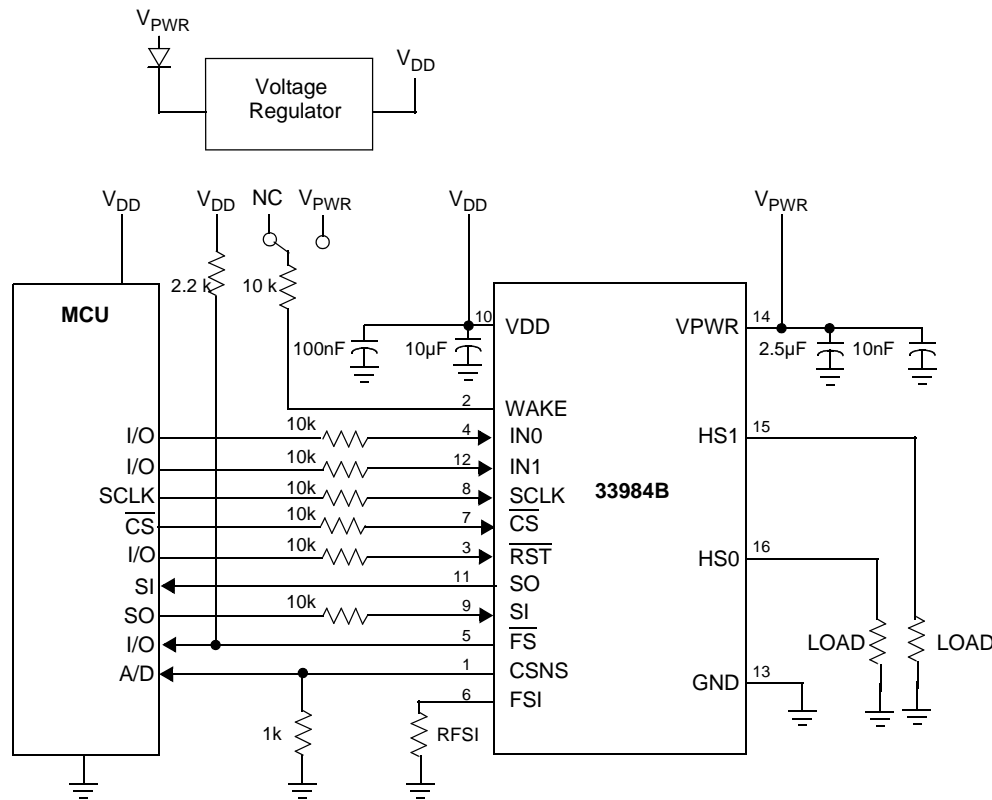 VPWR
Voltage
Regulator
VDD
VDD
VDD
NC
VPWR
VDD
VPWR
2.2 k
10 k
MCU
10
VDD
VPWR
14
100nF
10µF
2.5µF
10nF
2
WAKE
I/O
10k
4
IN0
HS1
15
I/O
10k
12
IN1
SCLK
10k
8
SCLK
33984B
CS
10k
7
CS
I/O
10k
3
RST
HS0
16
SI
11
SO
SO
10k
9
SI
I/O
5
FS
LOAD
LOAD
A/D
1
CSNS
GND
13
6
FSI
1k
RFSI